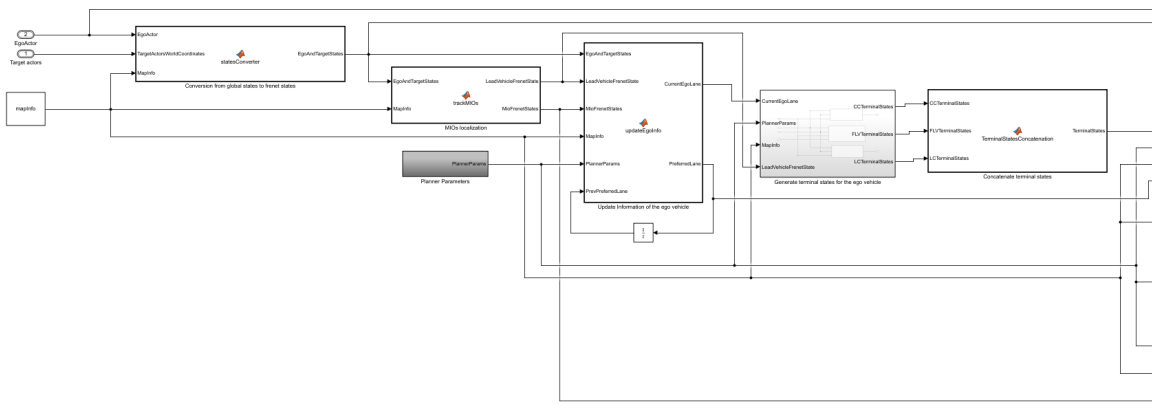 2
EgoActor
1
Target actors
mapInfo
EgoActor
TargetActorsWorldCoordinates
MapInfo
statesConverter
EgoAndTargetStates
Conversion from global states to frenet states
EgoAndTargetStates
MapInfo
trackMIOs
LeadVehicleFrenetState
MioFrenetStates
MIOs localization
PlannerParams
Planner Parameters
EgoAndTargetStates
LeadVehicleFrenetState
MioFrenetStates
MapInfo
PlannerParams
PrevPreferredLane
updateEgoInfo
CurrentEgoLane
PreferredLane
Update Information of the ego vehicle
1
z
CurrentEgoLane
PlannerParams
MapInfo
LeadVehicleFrenetState
CCTerminalStates
FLVTerminalStates
LCTerminalStates
Generate terminal states for the ego vehicle
CCTerminalStates
FLVTerminalStates
LCTerminalStates
TerminalStatesConcatenation
TerminalStates
Concatenate terminal states